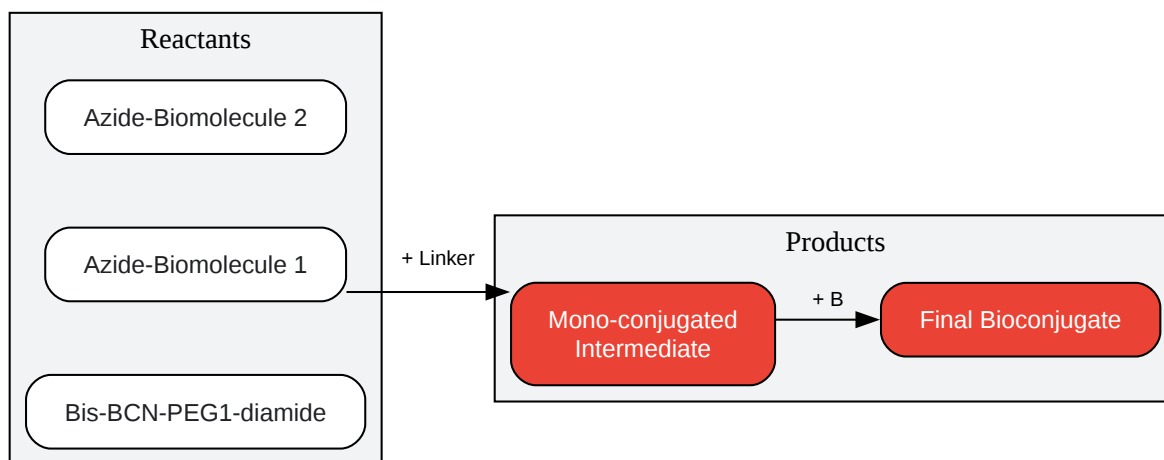 Reactants
Azide-Biomolecule 2
Azide-Biomolecule 1
Bis-BCN-PEG1-diamide
+ Linker
Products
Mono-conjugated
Intermediate
+ B
Final Bioconjugate